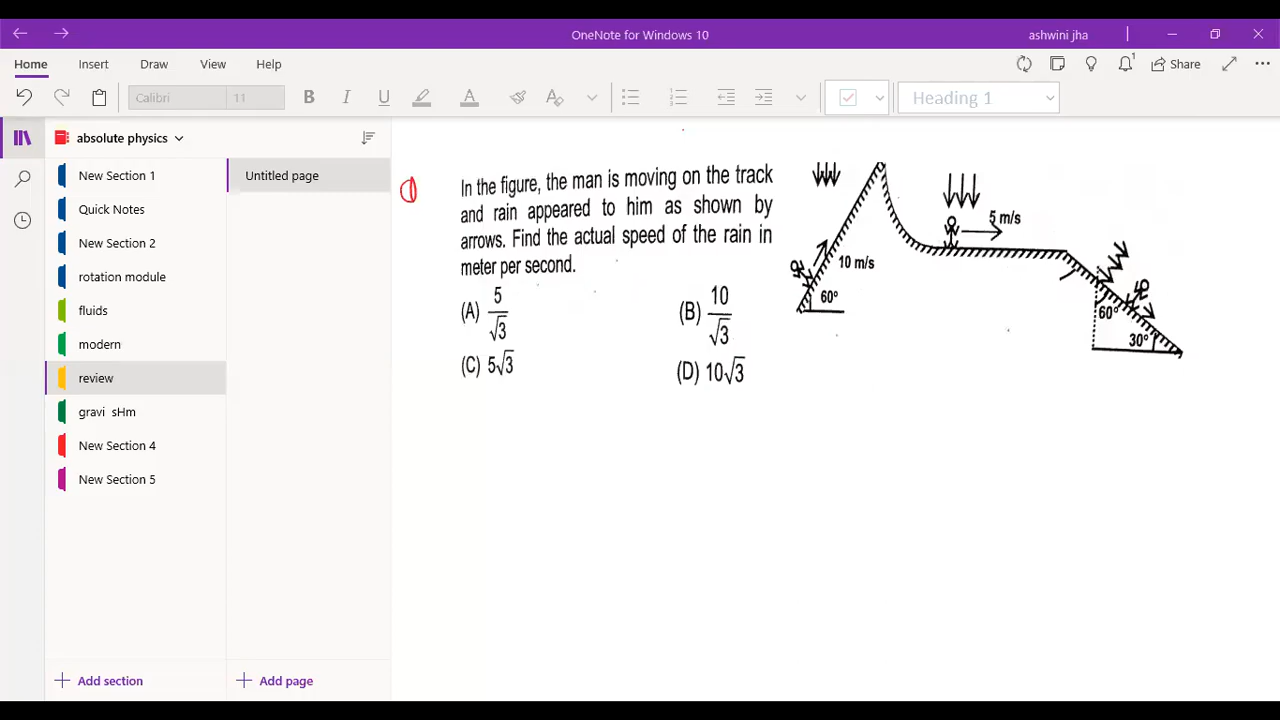 OneNote for Windows 10
ashwini jha
Home
Insert
Draw
View
Help
Share
Calibri
11
B
I
U
A
Heading 1
absolute physics
New Section 1
Quick Notes
New Section 2
rotation module
fluids
modern
review
gravi sHm
New Section 4
New Section 5
Add section
Untitled page
Add page
1
In the figure, the man is moving on the track
and rain appeared to him as shown by
arrows. Find the actual speed of the rain in
meter per second.
(A) 5/√3
(B) 10/√3
(C) 5√3
(D) 10√3
10 m/s
60°
5 m/s
60°
30°